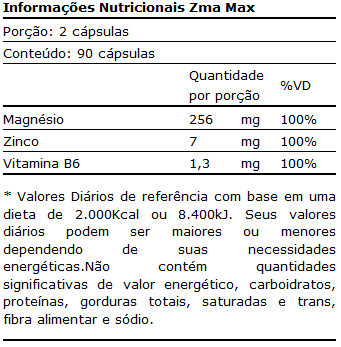 Informações Nutricionais Zma Max
Porção: 2 cápsulas
Conteúdo: 90 cápsulas
Quantidade por porção %VD
Magnésio 256 mg 100%
Zinco 7 mg 100%
Vitamina B6 1,3 mg 100%
* Valores Diários de referência com base em uma
dieta de 2.000Kcal ou 8.400kJ. Seus valores
diários podem ser maiores ou menores
dependendo de suas necessidades
energéticas.Não contém quantidades
significativas de valor energético, carboidratos,
proteínas, gorduras totais, saturadas e trans,
fibra alimentar e sódio.